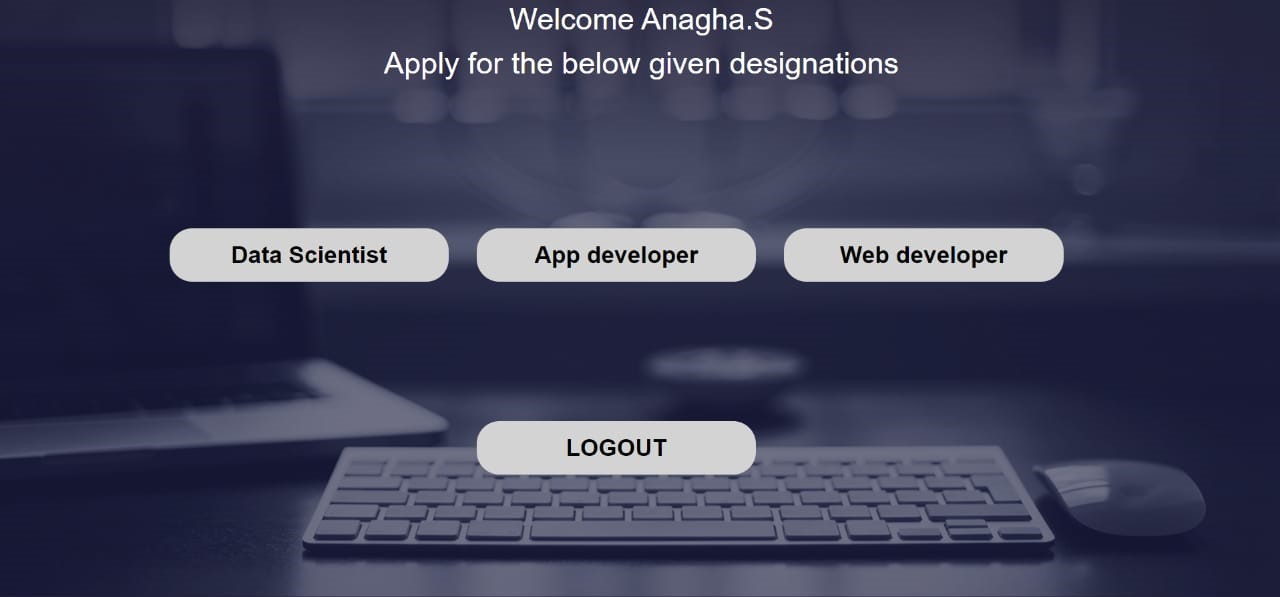 Welcome Anagha.S
Apply for the below given designations
Data Scientist App developer Web developer
LOGOUT